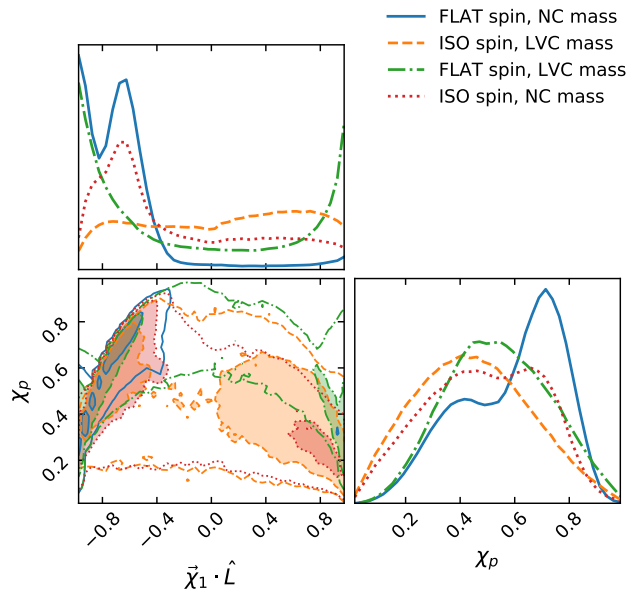 FLAT spin, NC mass
ISO spin, LVC mass
FLAT spin, LVC mass
ISO spin, NC mass
χₚ
0.8
0.6
0.4
0.2
−0.8 −0.4 0.0 0.4 0.8
0.2 0.4 0.6 0.8
χ⃗₁ · L̂
χₚ